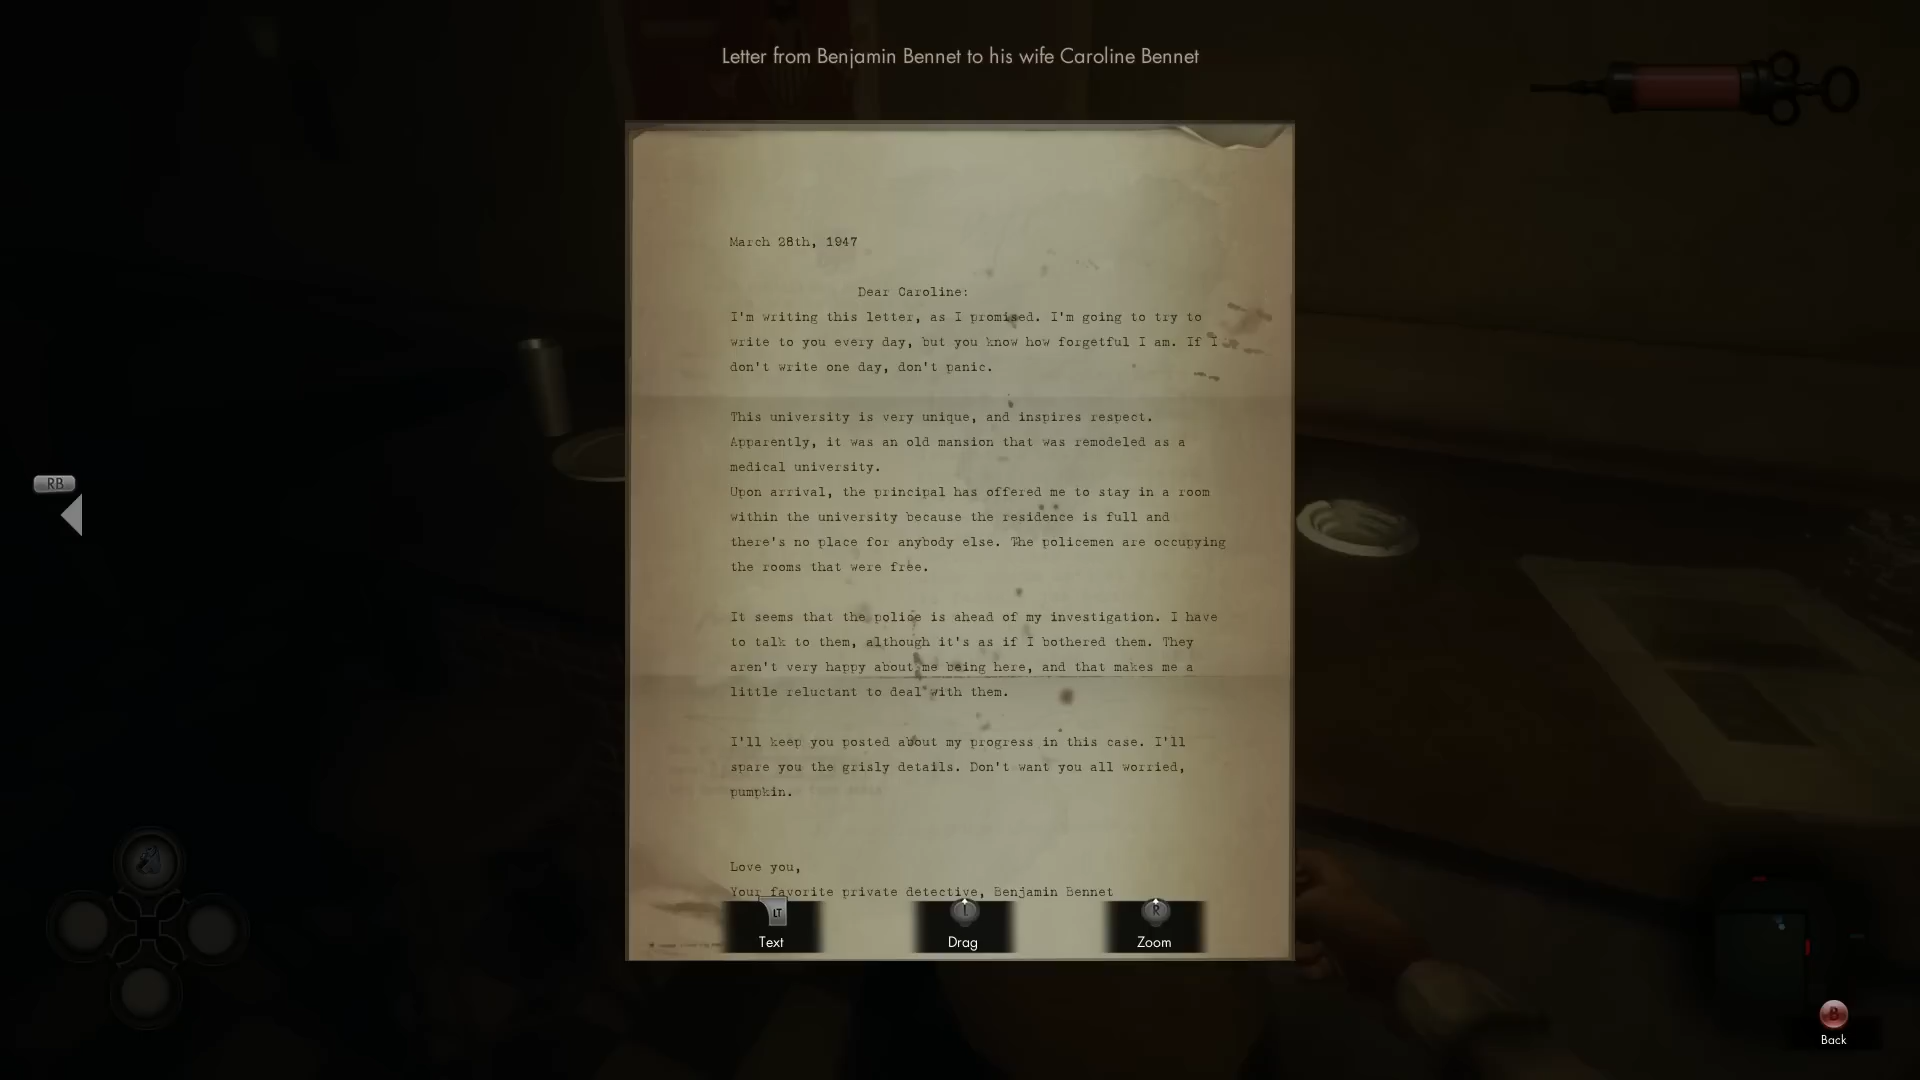 Letter from Benjamin Bennet to his wife Caroline Bennet
March 28th, 1947
Dear Caroline:
I'm writing this letter, as I promised. I'm going to try to
write to you every day, but you know how forgetful I am. If I
don't write one day, don't panic.
This university is very unique, and inspires respect.
Apparently, it was an old mansion that was remodeled as a
medical university.
Upon arrival, the principal has offered me to stay in a room
within the university because the residence is full and
there's no place for anybody else. The policemen are occupying
the rooms that were free.
It seems that the police is ahead of my investigation. I have
to talk to them, although it's as if I bothered them. They
aren't very happy about me being here, and that makes me a
little reluctant to deal with them.
I'll keep you posted about my progress in this case. I'll
spare you the grisly details. Don't want you all worried,
pumpkin.
Love you,
Your favorite private detective, Benjamin Bennet
RB
LT
Text
L
Drag
R
Zoom
B
Back